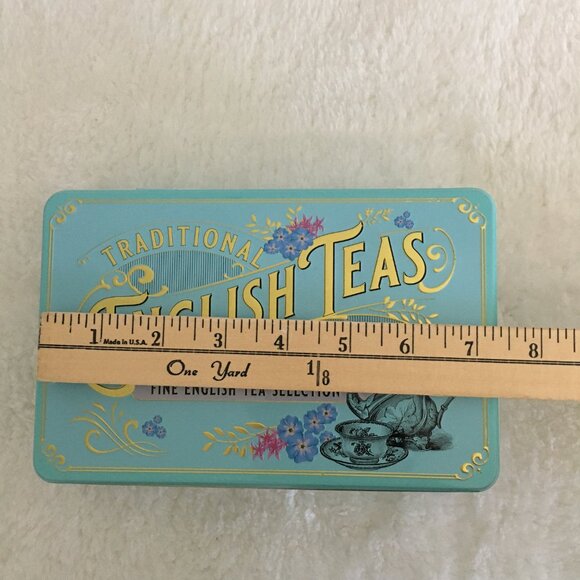 TRADITIONAL
ENGLISH TEAS
1 2 3 4 5 6 7 8
Made in U.S.A.
One Yard 1/8
FINE ENGLISH TEA SELECTION